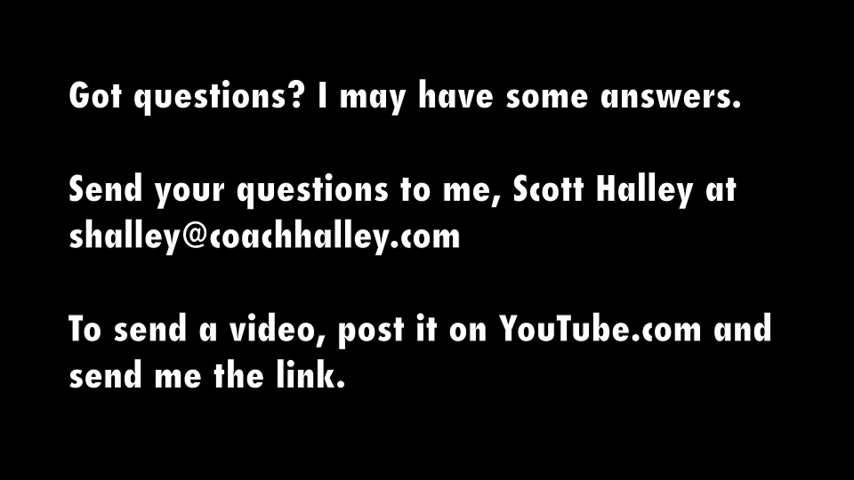 Got questions? I may have some answers.
Send your questions to me, Scott Halley at
shalley@coachhalley.com
To send a video, post it on YouTube.com and
send me the link.